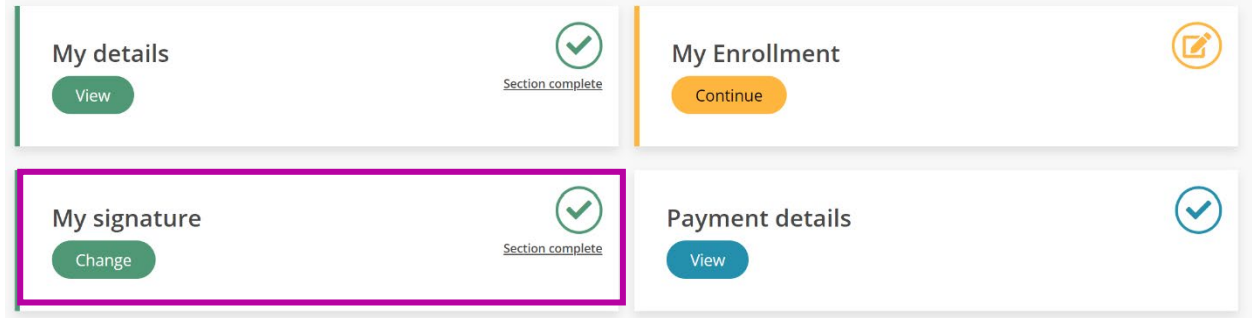 My details
View
Section complete
My Enrollment
Continue
My signature
Change
Section complete
Payment details
View